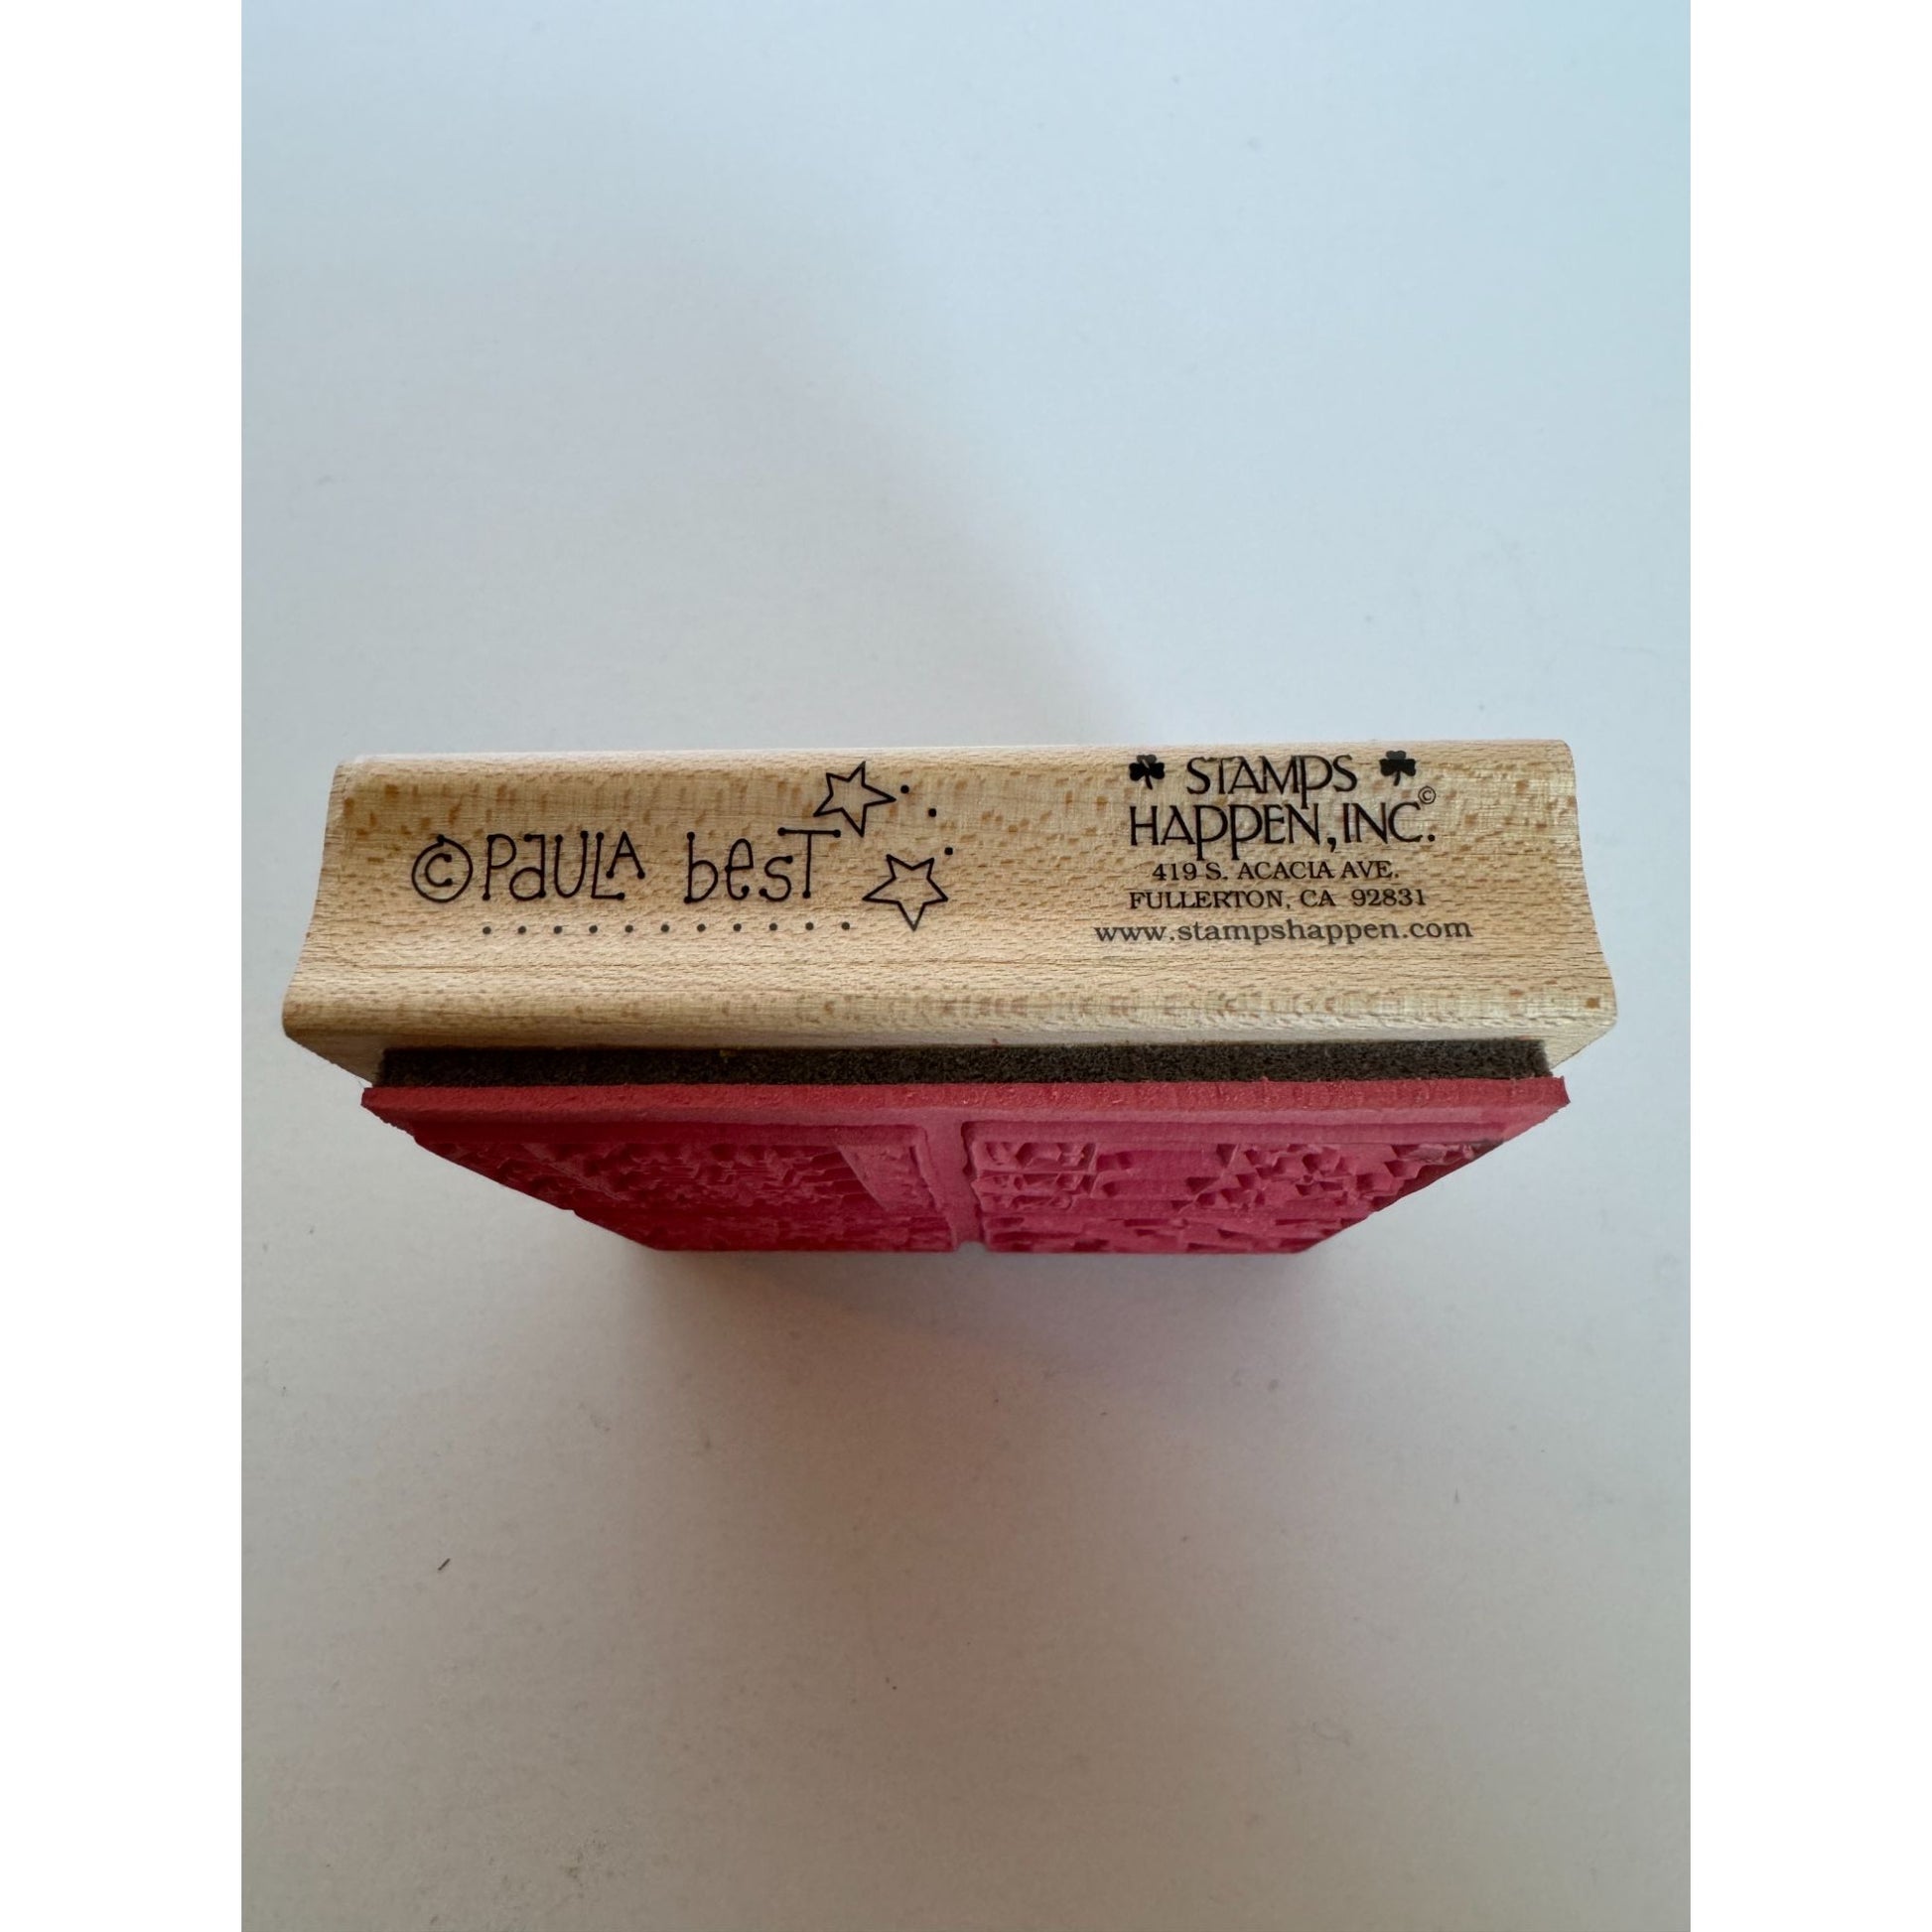 ©PaULA besT
STAMPS
HAPPEN, INC.©
419 S. ACACIA AVE.
FULLERTON, CA 92831
www.stampshappen.com